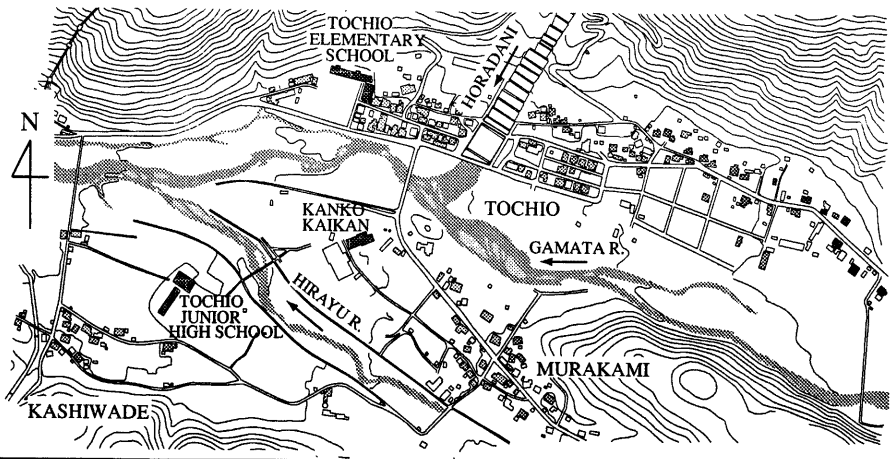 TOCHIO
ELEMENTARY
SCHOOL
HORADANI
N
KANKO
KAIKAN
TOCHIO
GAMATA R.
HIRAYU R.
TOCHIO
JUNIOR
HIGH SCHOOL
MURAKAMI
KASHIWADE